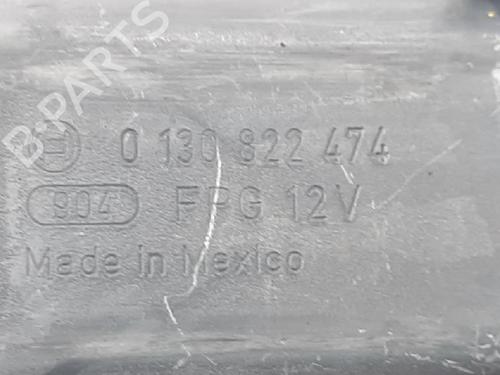 B-PARTS
0 130 822 474
904 FPG 12V
Made in Mexico